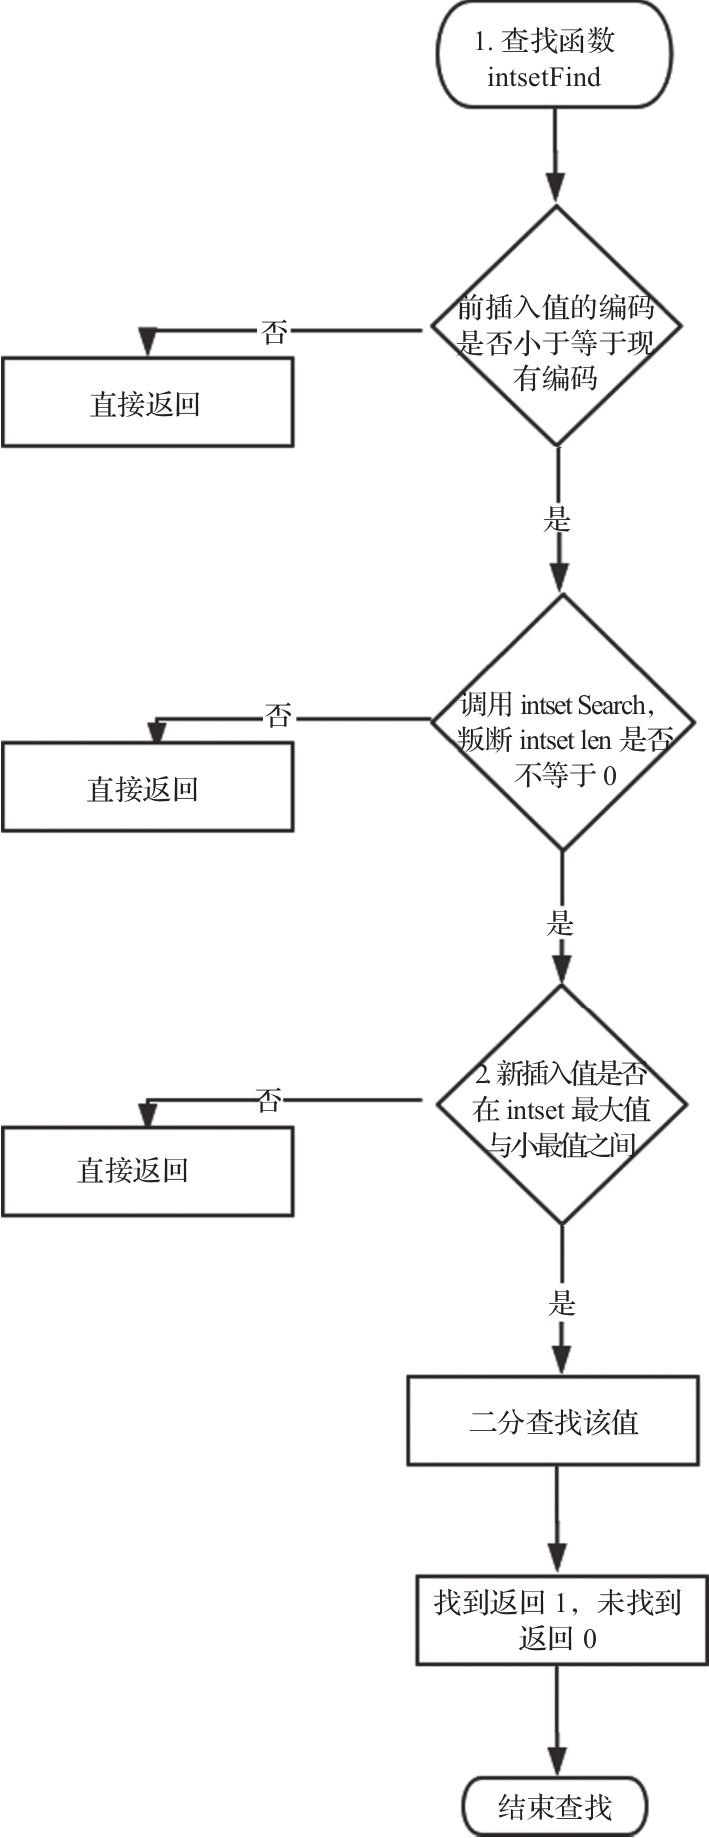 1. 查找函数
intsetFind
前插入值的编码
是否小于等于现
有编码
否
直接返回
是
调用 intset Search，
叛断 intset len 是否
不等于 0
否
直接返回
是
2. 新插入值是否
在 intset 最大值
与小最值之间
否
直接返回
是
二分查找该值
找到返回 1，未找到
返回 0
结束查找